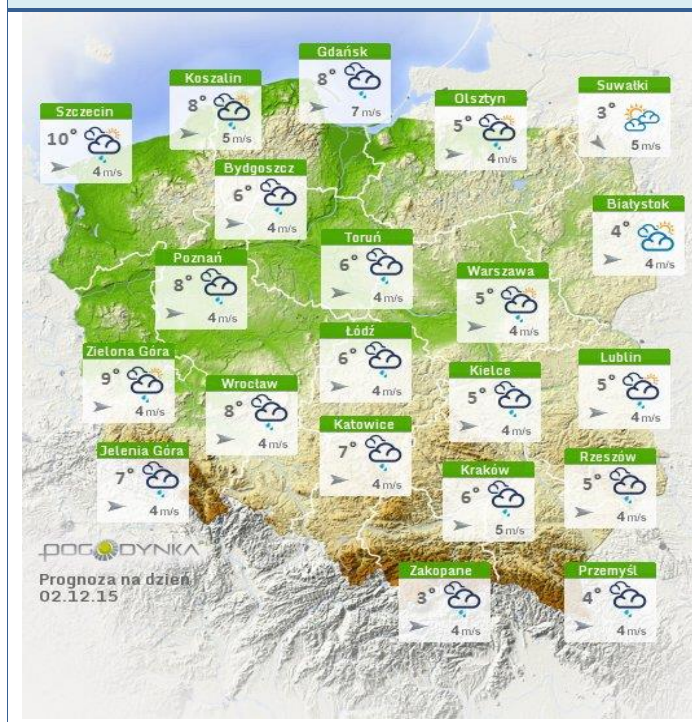 Gdańsk
8°
7 m/s
Koszalin
8°
5 m/s
Suwałki
3°
5 m/s
Olsztyn
5°
4 m/s
Szczecin
10°
4 m/s
Bydgoszcz
6°
4 m/s
Białystok
4°
4 m/s
Toruń
6°
4 m/s
Poznań
8°
4 m/s
Warszawa
5°
4 m/s
Łódź
6°
4 m/s
Zielona Góra
9°
4 m/s
Lublin
5°
4 m/s
Kielce
5°
4 m/s
Wrocław
8°
4 m/s
Katowice
7°
4 m/s
Jelenia Góra
7°
4 m/s
Rzeszów
5°
4 m/s
Kraków
6°
5 m/s
POGODYNKA
Prognoza na dzień
02.12.15
Zakopane
3°
4 m/s
Przemyśl
4°
4 m/s